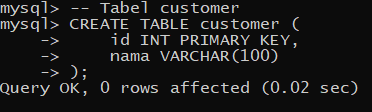 mysql> -- Tabel customer
mysql> CREATE TABLE customer (
    ->     id INT PRIMARY KEY,
    ->     nama VARCHAR(100)
    -> );
Query OK, 0 rows affected (0.02 sec)